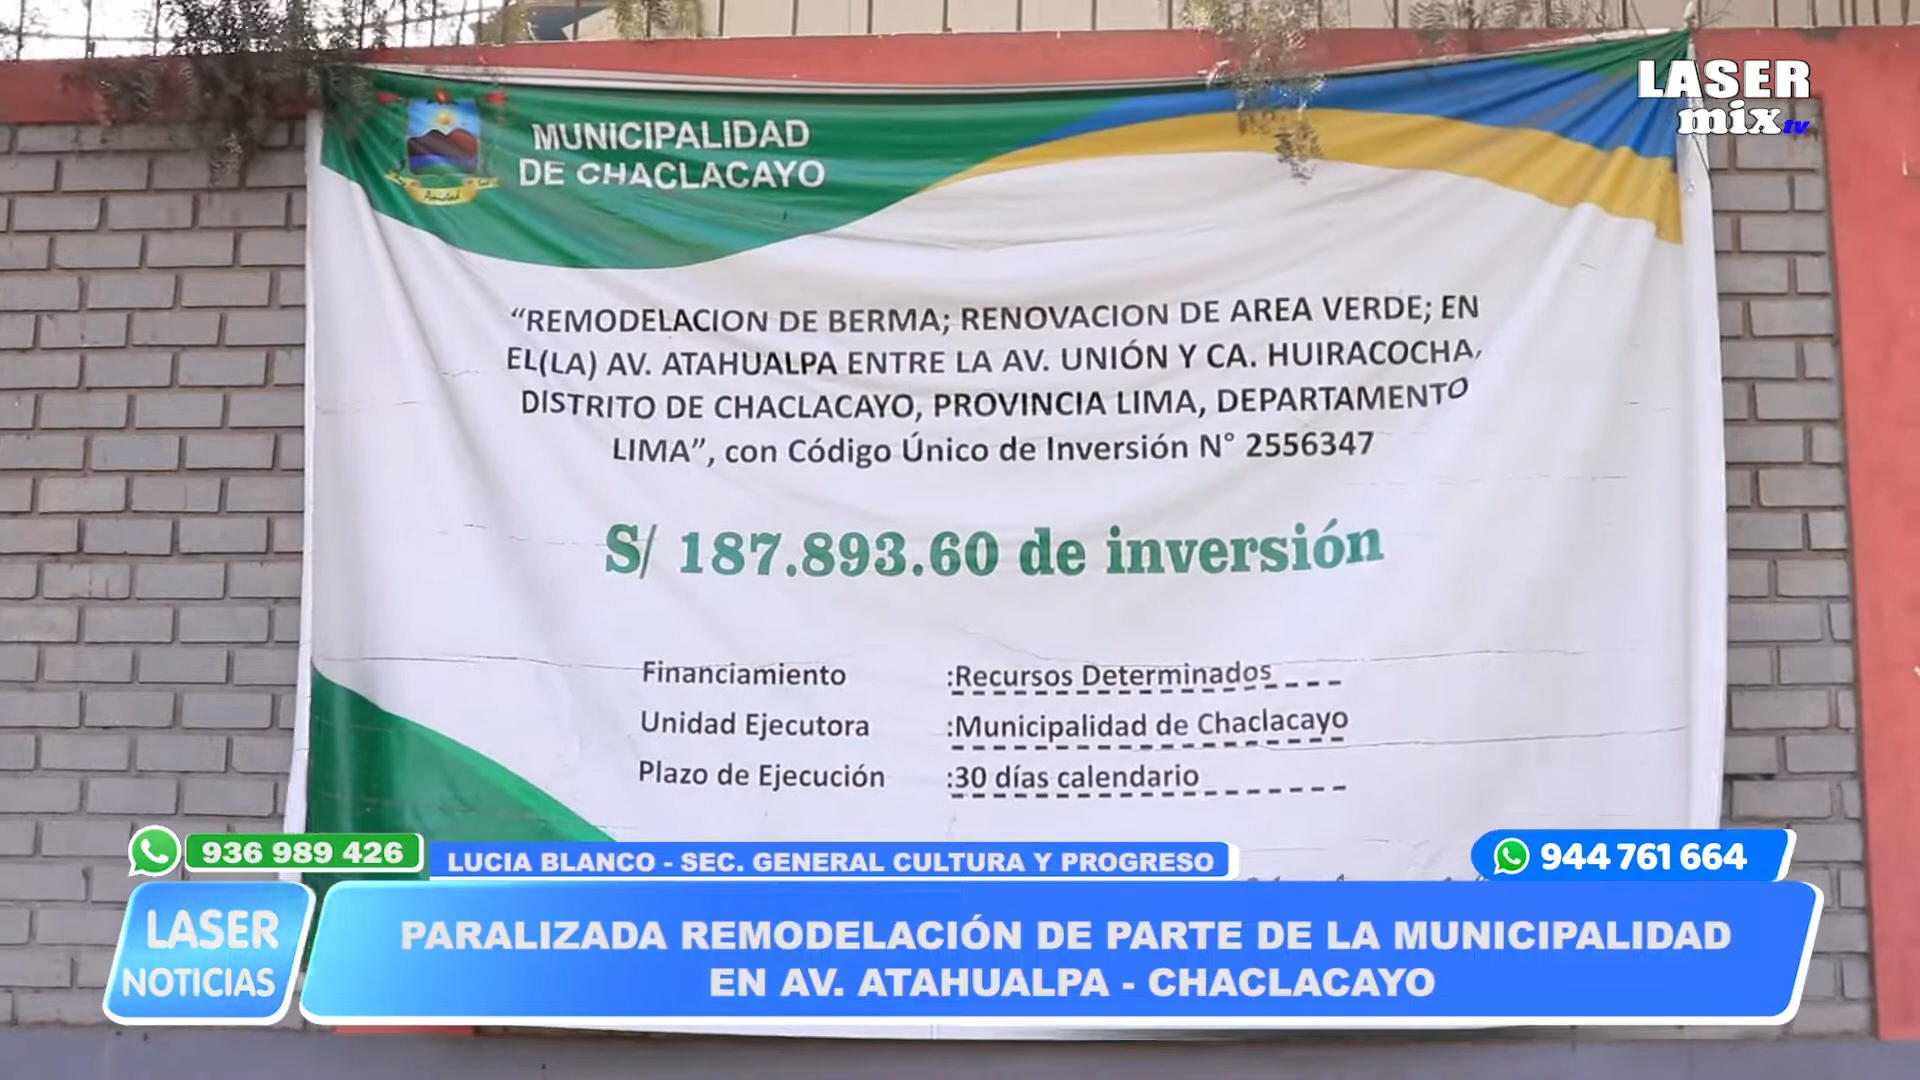 LASER
mix tv
MUNICIPALIDAD
DE CHACLACAYO
“REMODELACION DE BERMA; RENOVACION DE AREA VERDE; EN
EL(LA) AV. ATAHUALPA ENTRE LA AV. UNIÓN Y CA. HUIRACOCHA,
DISTRITO DE CHACLACAYO, PROVINCIA LIMA, DEPARTAMENTO
LIMA”, con Código Único de Inversión N° 2556347
S/ 187.893.60 de inversión
Financiamiento :Recursos Determinados
Unidad Ejecutora :Municipalidad de Chaclacayo
Plazo de Ejecución :30 días calendario
936 989 426
LUCIA BLANCO - SEC. GENERAL CULTURA Y PROGRESO
944 761 664
LASER
NOTICIAS
PARALIZADA REMODELACIÓN DE PARTE DE LA MUNICIPALIDAD
EN AV. ATAHUALPA - CHACLACAYO